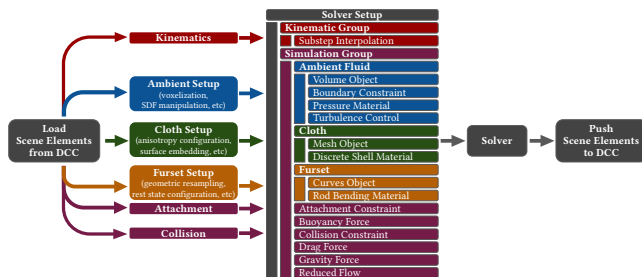 Load
Scene Elements
from DCC
Kinematics
Ambient Setup
(voxelization,
SDF manipulation, etc)
Cloth Setup
(anisotropy configuration,
surface embedding, etc)
Furset Setup
(geometric resampling,
rest state configuration, etc)
Attachment
Collision
Solver Setup
Kinematic Group
Substep Interpolation
Simulation Group
Ambient Fluid
Volume Object
Boundary Constraint
Pressure Material
Turbulence Control
Cloth
Mesh Object
Discrete Shell Material
Furset
Curves Object
Rod Bending Material
Attachment Constraint
Buoyancy Force
Collision Constraint
Drag Force
Gravity Force
Reduced Flow
Solver
Push
Scene Elements
to DCC